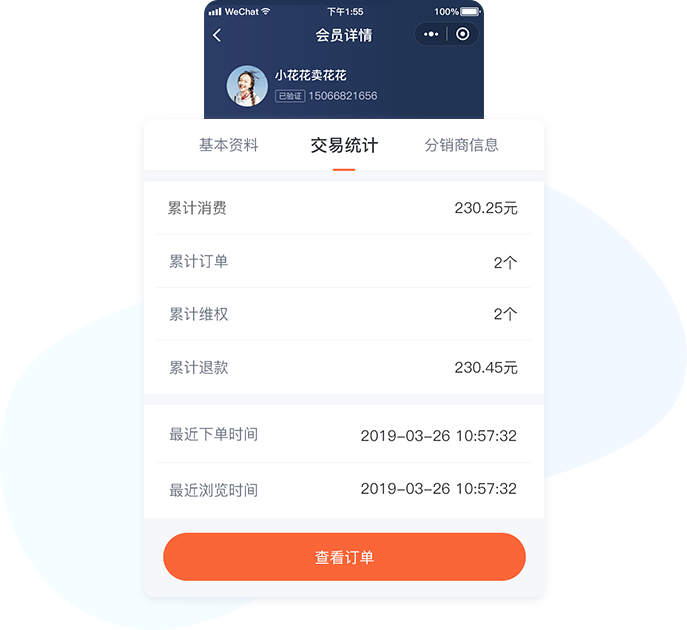 WeChat 下午1:55 100%
会员详情
小花花卖花花
已验证 15066821656
基本资料 交易统计 分销商信息
累计消费 230.25元
累计订单 2个
累计维权 2个
累计退款 230.45元
最近下单时间 2019-03-26 10:57:32
最近浏览时间 2019-03-26 10:57:32
查看订单